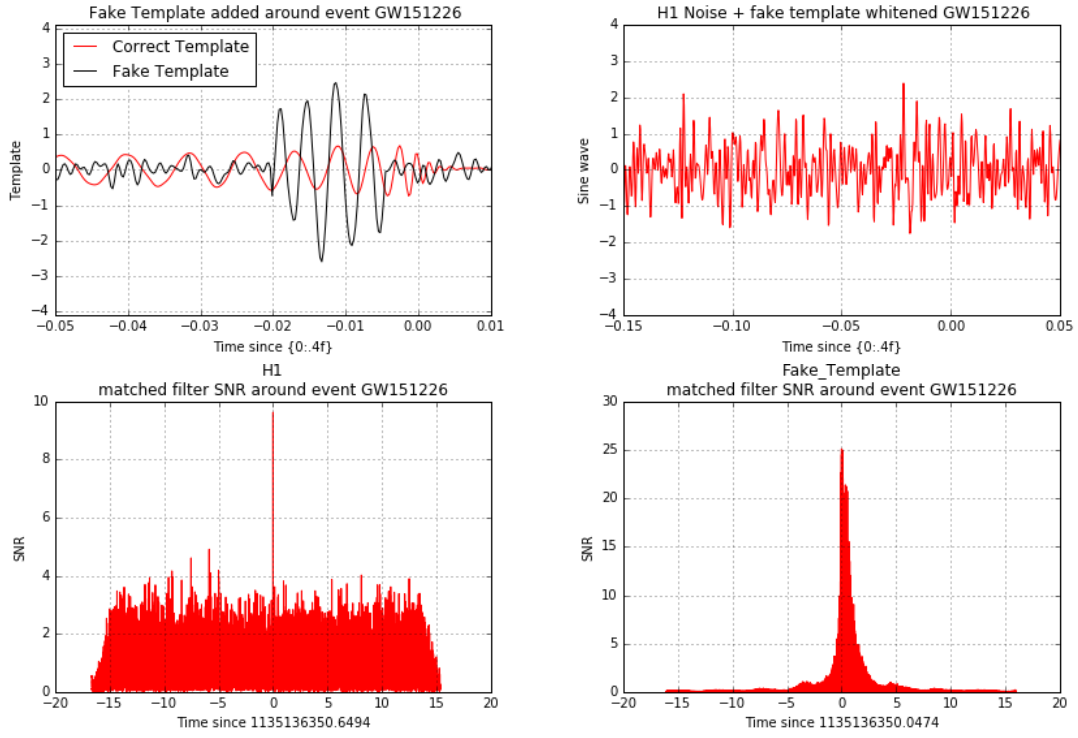 Fake Template added around event GW151226
Correct Template
Fake Template
Template
4
3
2
1
0
−1
−2
−3
−4
−0.05 −0.04 −0.03 −0.02 −0.01 0.00 0.01
Time since {0:.4f}
H1 Noise + fake template whitened GW151226
Sine wave
4
3
2
1
0
−1
−2
−3
−4
−0.15 −0.10 −0.05 0.00 0.05
Time since {0:.4f}
H1
matched filter SNR around event GW151226
SNR
10
8
6
4
2
0
−20 −15 −10 −5 0 5 10 15 20
Time since 1135136350.6494
Fake_Template
matched filter SNR around event GW151226
SNR
30
25
20
15
10
5
0
−20 −15 −10 −5 0 5 10 15 20
Time since 1135136350.0474